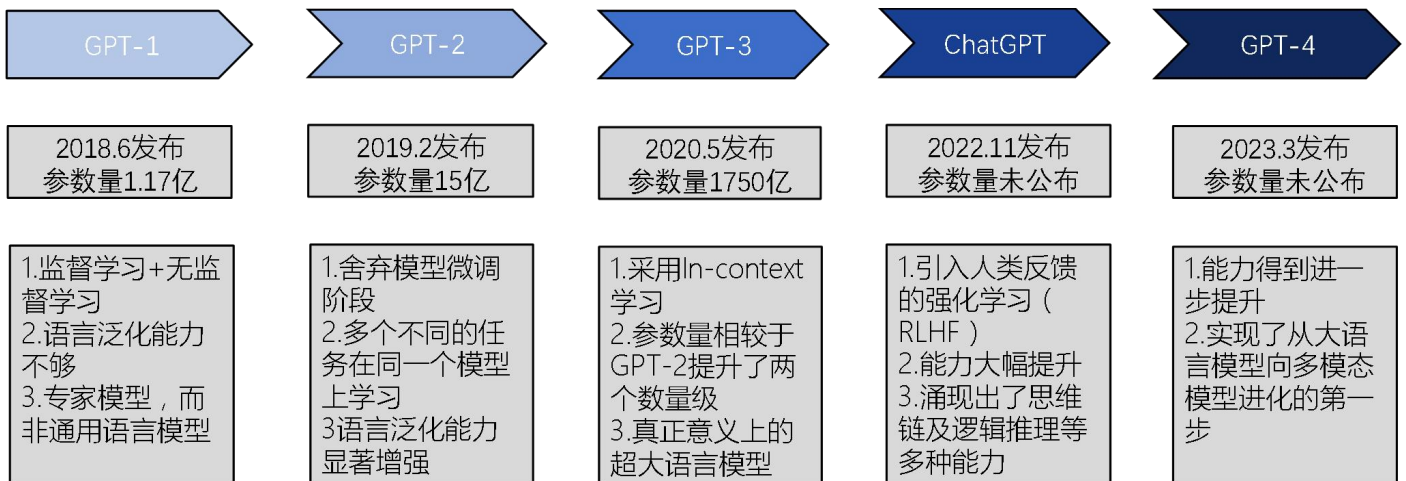 GPT-1
GPT-2
GPT-3
ChatGPT
GPT-4
2018.6发布
参数量1.17亿
2019.2发布
参数量15亿
2020.5发布
参数量1750亿
2022.11发布
参数量未公布
2023.3发布
参数量未公布
1.监督学习+无监
督学习
2.语言泛化能力
不够
3.专家模型，而
非通用语言模型
1.舍弃模型微调
阶段
2.多个不同的任
务在同一个模型
上学习
3语言泛化能力
显著增强
1.采用In-context
学习
2.参数量相较于
GPT-2提升了两
个数量级
3.真正意义上的
超大语言模型
1.引入人类反馈
的强化学习（
RLHF）
2.能力大幅提升
3.涌现出了思维
链及逻辑推理等
多种能力
1.能力得到进一
步提升
2.实现了从大语
言模型向多模态
模型进化的第一
步